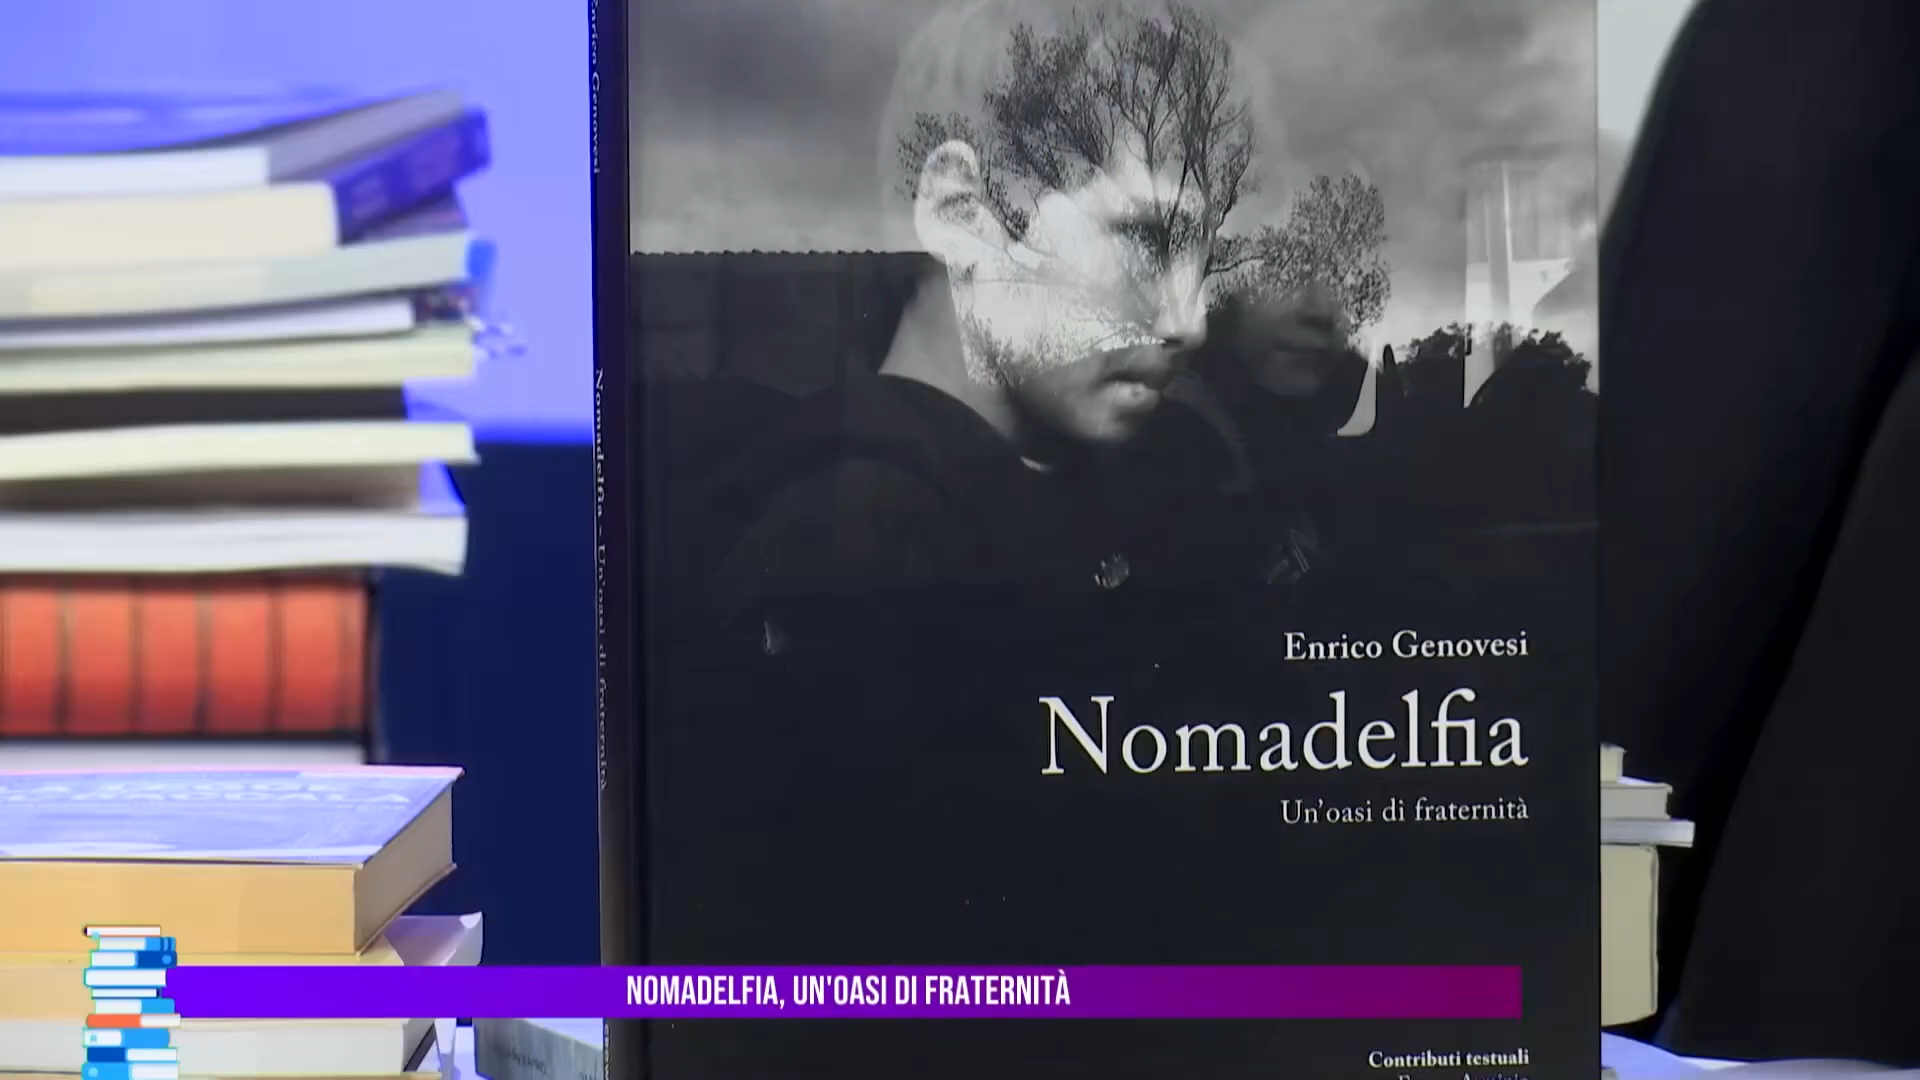 Enrico Genovesi
Nomadelfia - Un'oasi di fraternità
Enrico Genovesi
Nomadelfia
Un'oasi di fraternità
NOMADELFIA, UN'OASI DI FRATERNITÀ
Contributi testuali